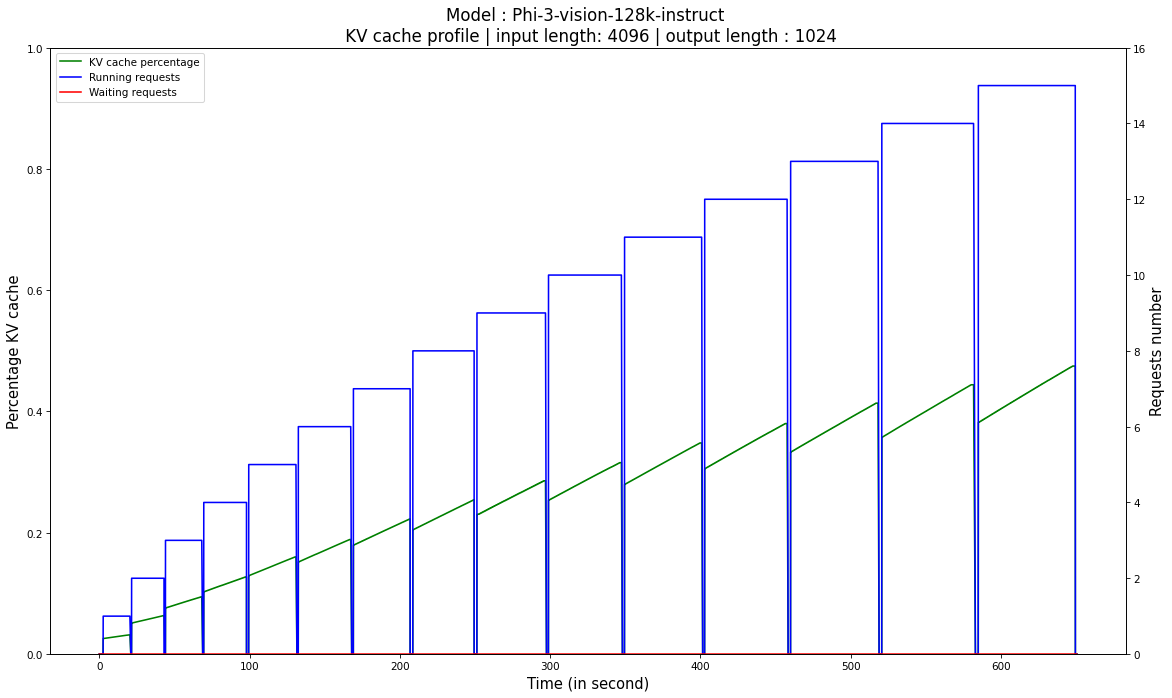 Model : Phi-3-vision-128k-instruct
KV cache profile | input length: 4096 | output length : 1024
KV cache percentage
Running requests
Waiting requests
1.0
0.8
0.6
0.4
0.2
0.0
Percentage KV cache
16
14
12
10
8
6
4
2
0
Requests number
0
100
200
300
400
500
600
Time (in second)